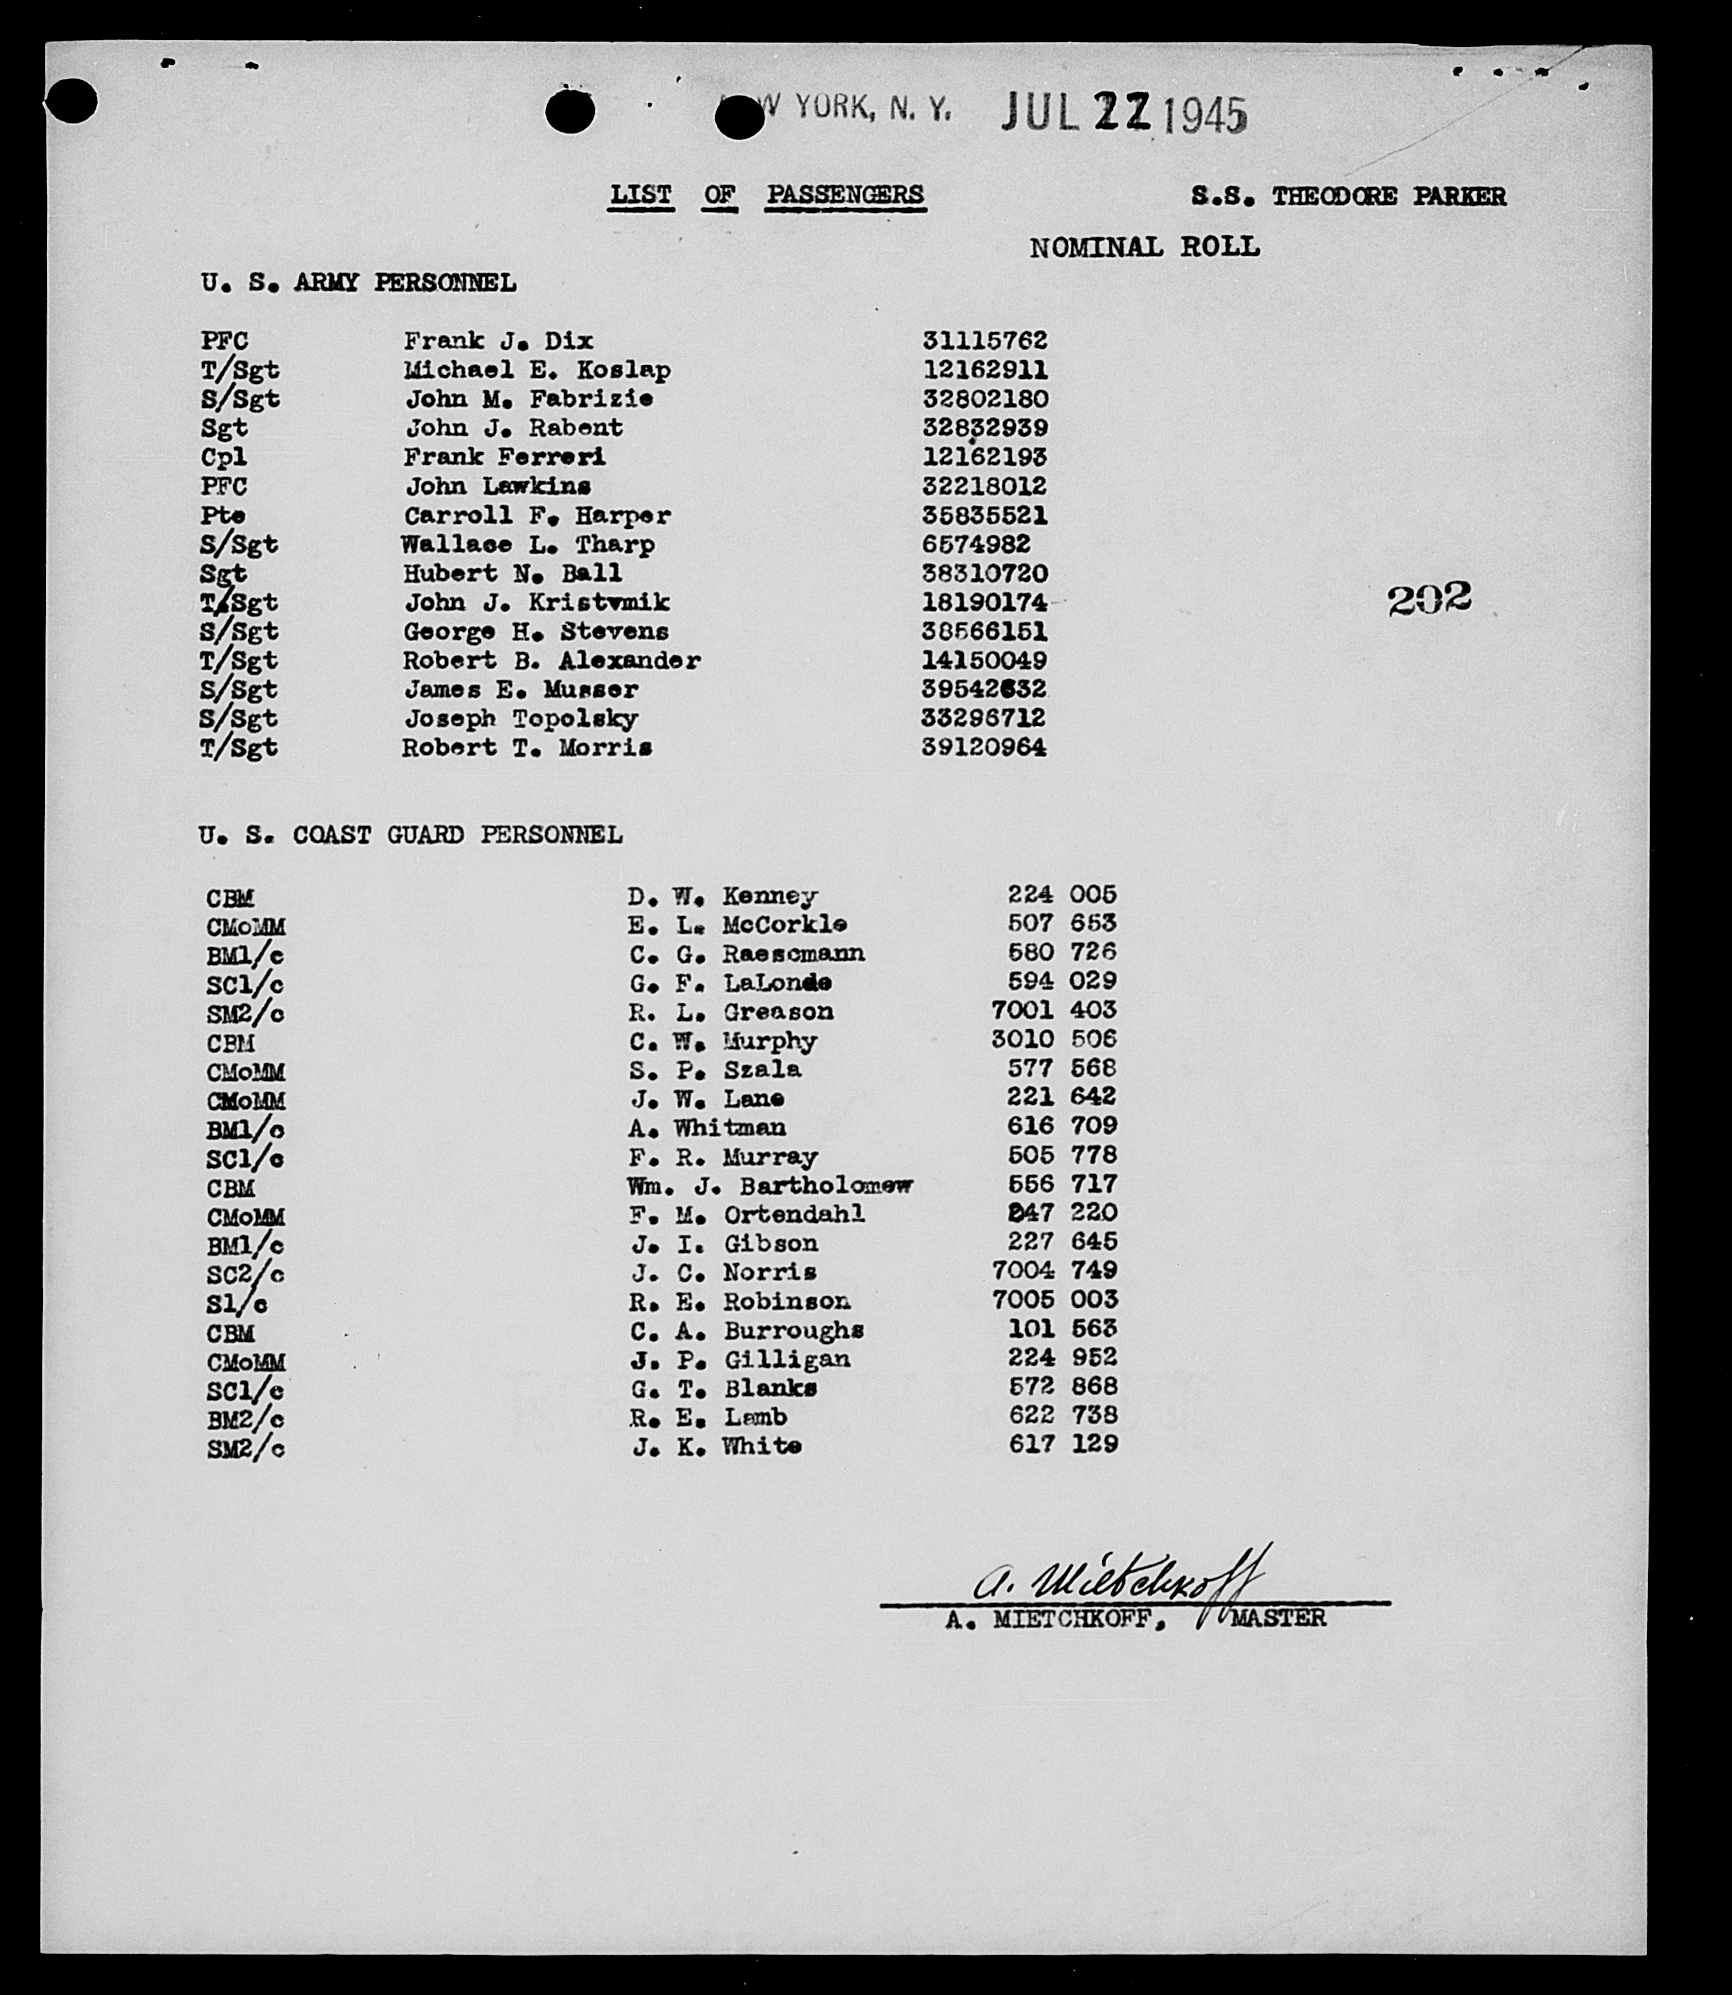 YORK, N. Y. JUL 22 1945
LIST OF PASSENGERS S.S. THEODORE PARKER
NOMINAL ROLL
U. S. ARMY PERSONNEL
PFC Frank J. Dix 31115762
T/Sgt Michael E. Koslap 12162911
S/Sgt John M. Fabrizie 32802180
Sgt John J. Rabent 32832939
Cpl Frank Ferreri 12162193
PFC John Lawkins 32218012
Pte Carroll F. Harper 35835521
S/Sgt Wallace L. Tharp 6574982
Sgt Hubert N. Ball 38310720
T/Sgt John J. Kristvmik 18190174
202
S/Sgt George H. Stevens 38566151
T/Sgt Robert B. Alexander 14150049
S/Sgt James E. Musser 39542632
S/Sgt Joseph Topolsky 33296712
T/Sgt Robert T. Morris 39120964
U. S. COAST GUARD PERSONNEL
CBM D. W. Kenney 224 005
CMoMM E. L. McCorkle 507 653
BM1/c C. G. Raescmann 580 726
SC1/c G. F. LaLonde 594 029
SM2/c R. L. Greason 7001 403
CBM C. W. Murphy 3010 506
CMoMM S. P. Szala 577 568
CMoMM J. W. Lane 221 642
BM1/c A. Whitman 616 709
SC1/c F. R. Murray 505 778
CBM Wm. J. Bartholomew 556 717
CMoMM F. M. Ortendahl 247 220
BM1/c J. I. Gibson 227 645
SC2/c J. C. Norris 7004 749
S1/c R. E. Robinson 7005 003
CBM C. A. Burroughs 101 563
CMoMM J. P. Gilligan 224 952
SC1/c G. T. Blanks 572 868
BM2/c R. E. Lamb 622 738
SM2/c J. K. White 617 129
A. Mietchkoff
A. MIETCHKOFF, MASTER